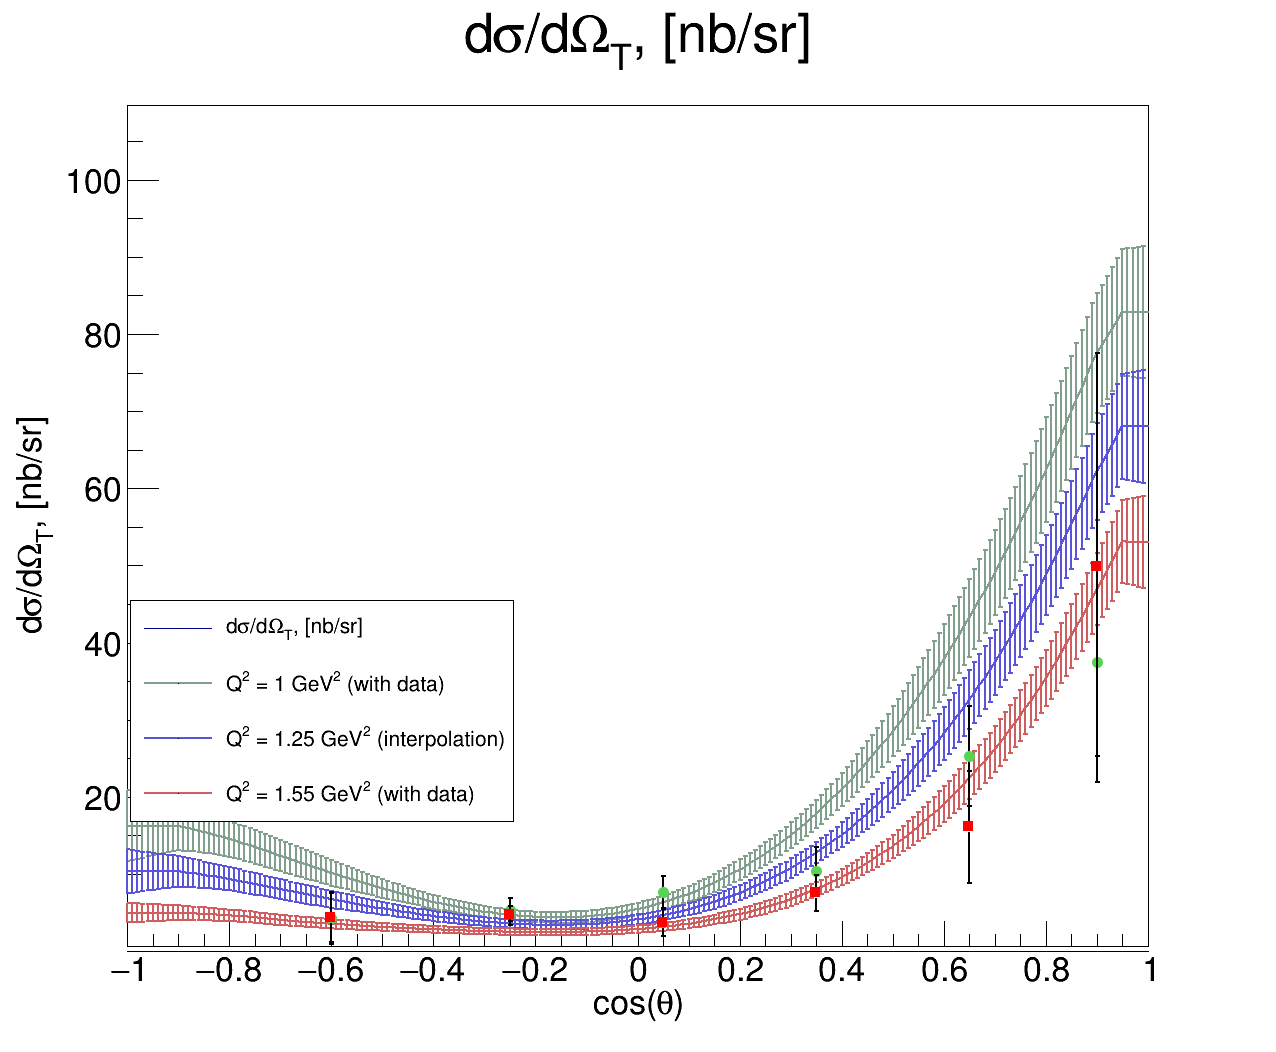 dσ/dΩT, [nb/sr]
dσ/dΩT, [nb/sr]
100
80
60
40
20
dσ/dΩT, [nb/sr]
Q² = 1 GeV² (with data)
Q² = 1.25 GeV² (interpolation)
Q² = 1.55 GeV² (with data)
−1 −0.8 −0.6 −0.4 −0.2 0 0.2 0.4 0.6 0.8 1
cos(θ)